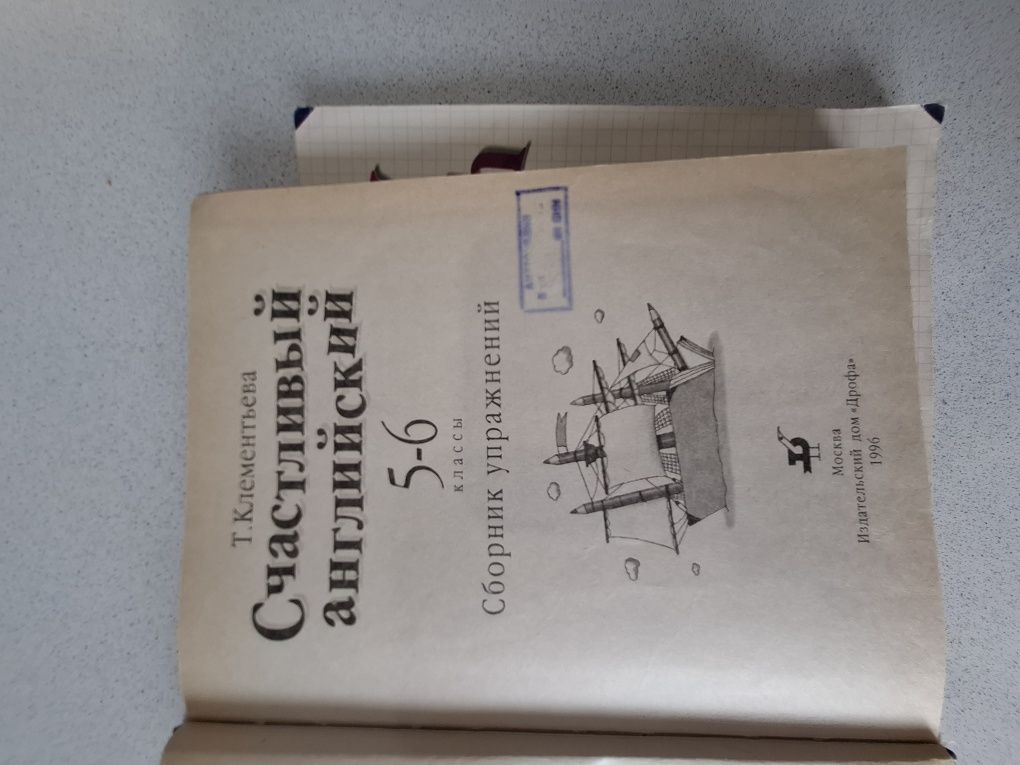 Т. Клементьева
Счастливый
английский
5-6
классы
Сборник упражнений
Москва
Издательский дом «Дрофа»
1996